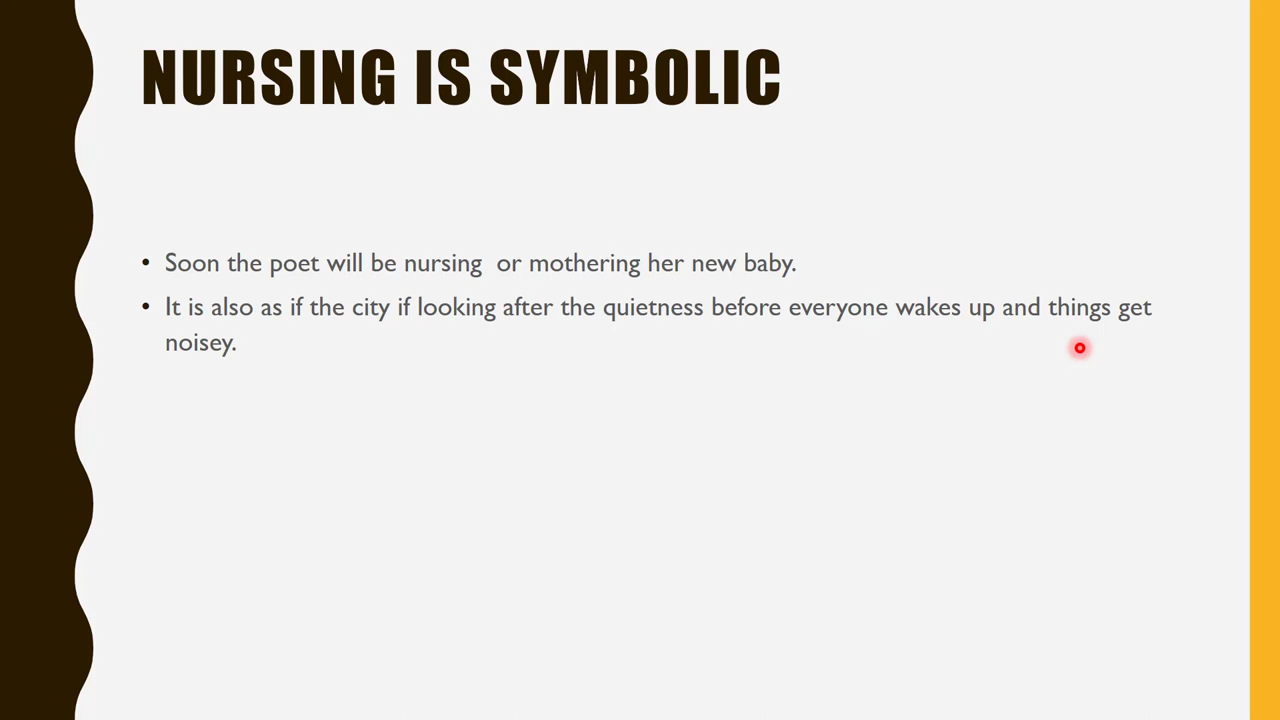 NURSING IS SYMBOLIC
• Soon the poet will be nursing  or mothering her new baby.
• It is also as if the city if looking after the quietness before everyone wakes up and things get
noisey.